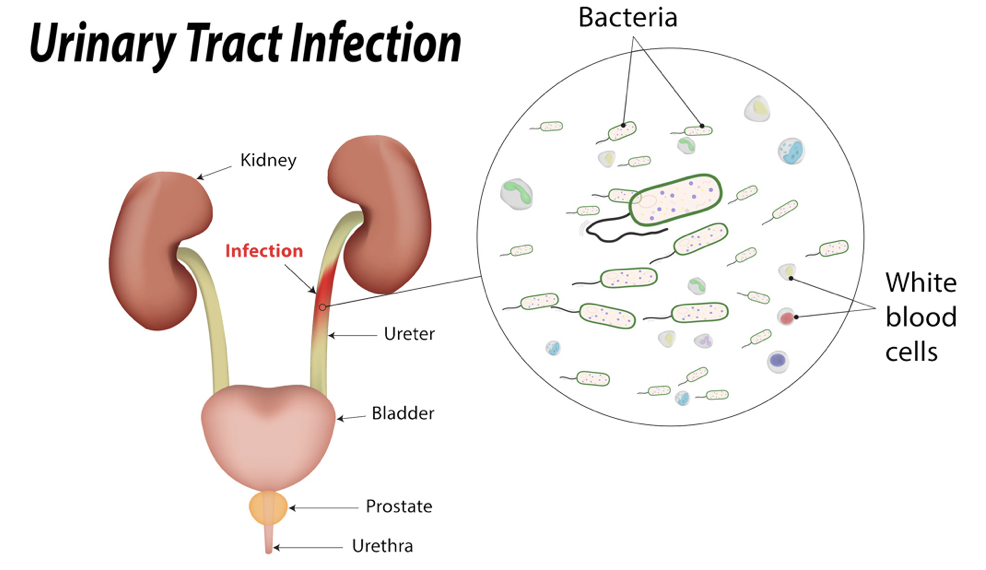 Urinary Tract Infection
Bacteria
Kidney
Infection
Ureter
White
blood
cells
Bladder
Prostate
Urethra